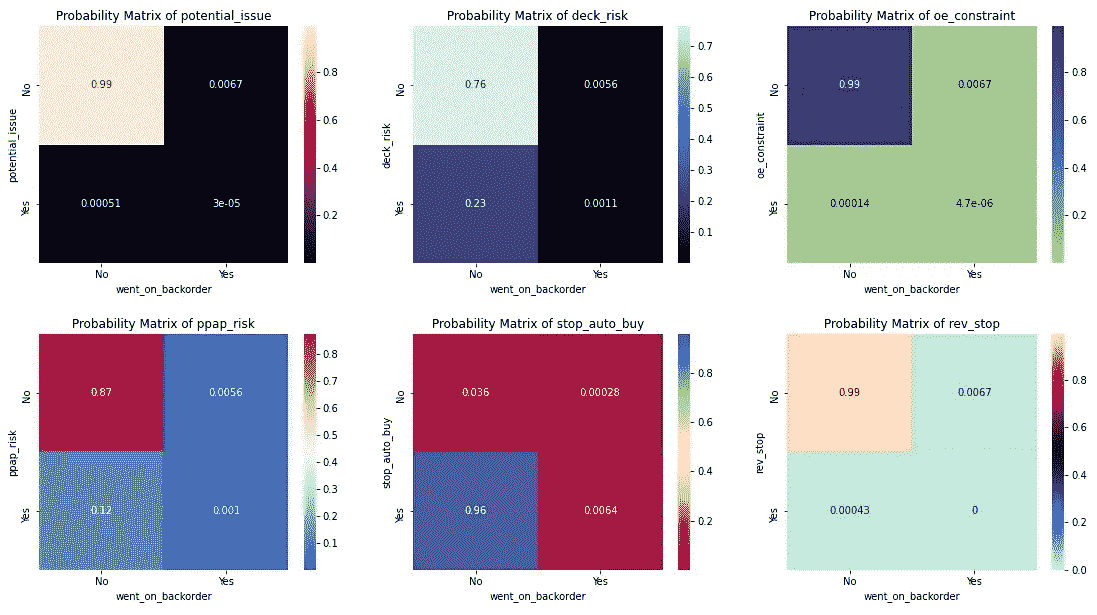 Probability Matrix of potential_issue
0.99 0.0067
0.00051 3e-05
No
Yes
potential_issue
No Yes
went_on_backorder
0.8
0.6
0.4
0.2
Probability Matrix of deck_risk
0.76 0.0056
0.23 0.0011
No
Yes
deck_risk
No Yes
went_on_backorder
0.7
0.6
0.5
0.4
0.3
0.2
0.1
Probability Matrix of oe_constraint
0.99 0.0067
0.00014 4.7e-06
No
Yes
oe_constraint
No Yes
went_on_backorder
0.8
0.6
0.4
0.2
Probability Matrix of ppap_risk
0.87 0.0056
0.12 0.001
No
Yes
ppap_risk
No Yes
went_on_backorder
0.8
0.7
0.6
0.5
0.4
0.3
0.2
0.1
Probability Matrix of stop_auto_buy
0.036 0.00028
0.96 0.0064
No
Yes
stop_auto_buy
No Yes
went_on_backorder
0.8
0.6
0.4
0.2
Probability Matrix of rev_stop
0.99 0.0067
0.00043 0
No
Yes
rev_stop
No Yes
went_on_backorder
0.8
0.6
0.4
0.2
0.0